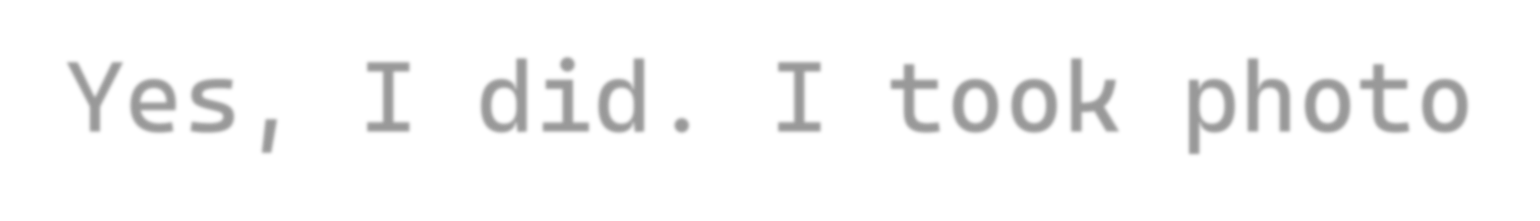 Yes, I did. I took photo